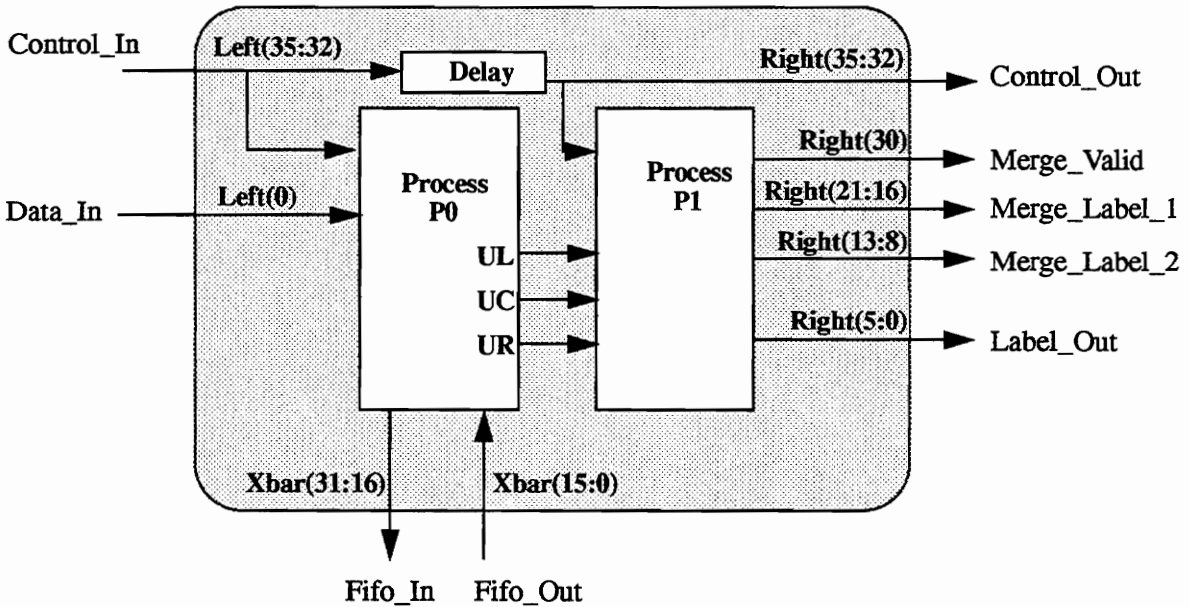 Control_In
Left(35:32)
Delay
Right(35:32)
Control_Out
Data_In
Left(0)
Process
P0
UL
UC
UR
Process
P1
Right(30)
Merge_Valid
Right(21:16)
Merge_Label_1
Right(13:8)
Merge_Label_2
Right(5:0)
Label_Out
Xbar(31:16)
Xbar(15:0)
Fifo_In
Fifo_Out